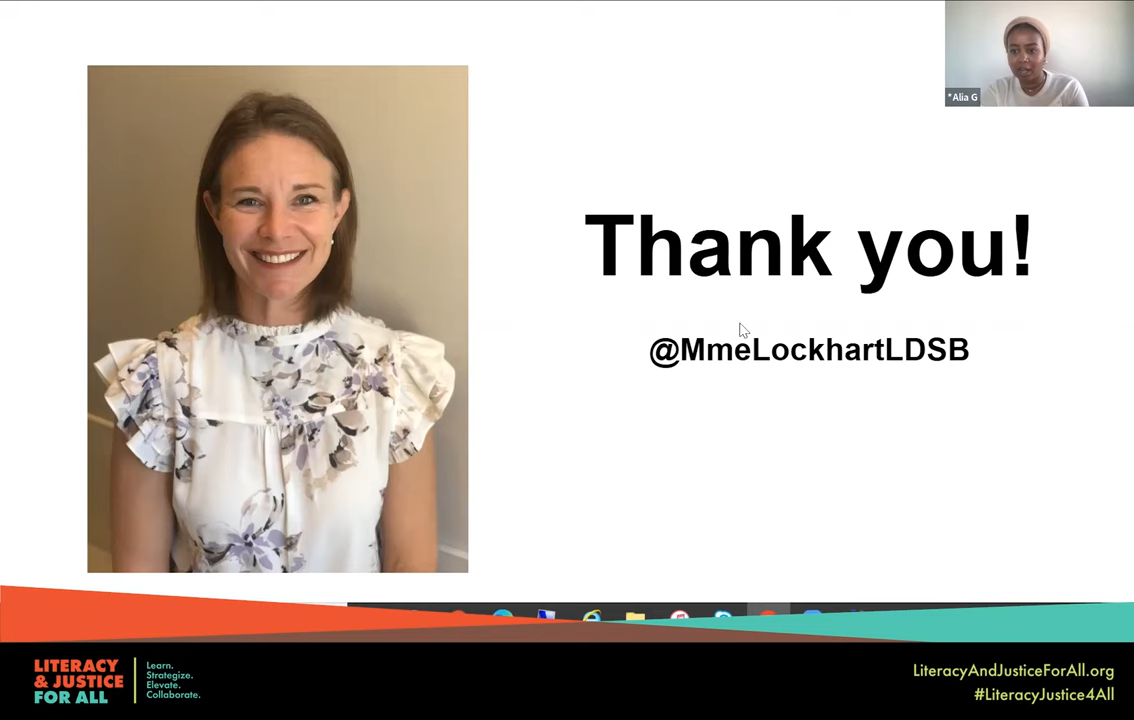 *Alia G
Thank you!
@MmeLockhartLDSB
LITERACY
& JUSTICE
FOR ALL
Learn.
Strategize.
Elevate.
Collaborate.
LiteracyAndJusticeForAll.org
#LiteracyJustice4All